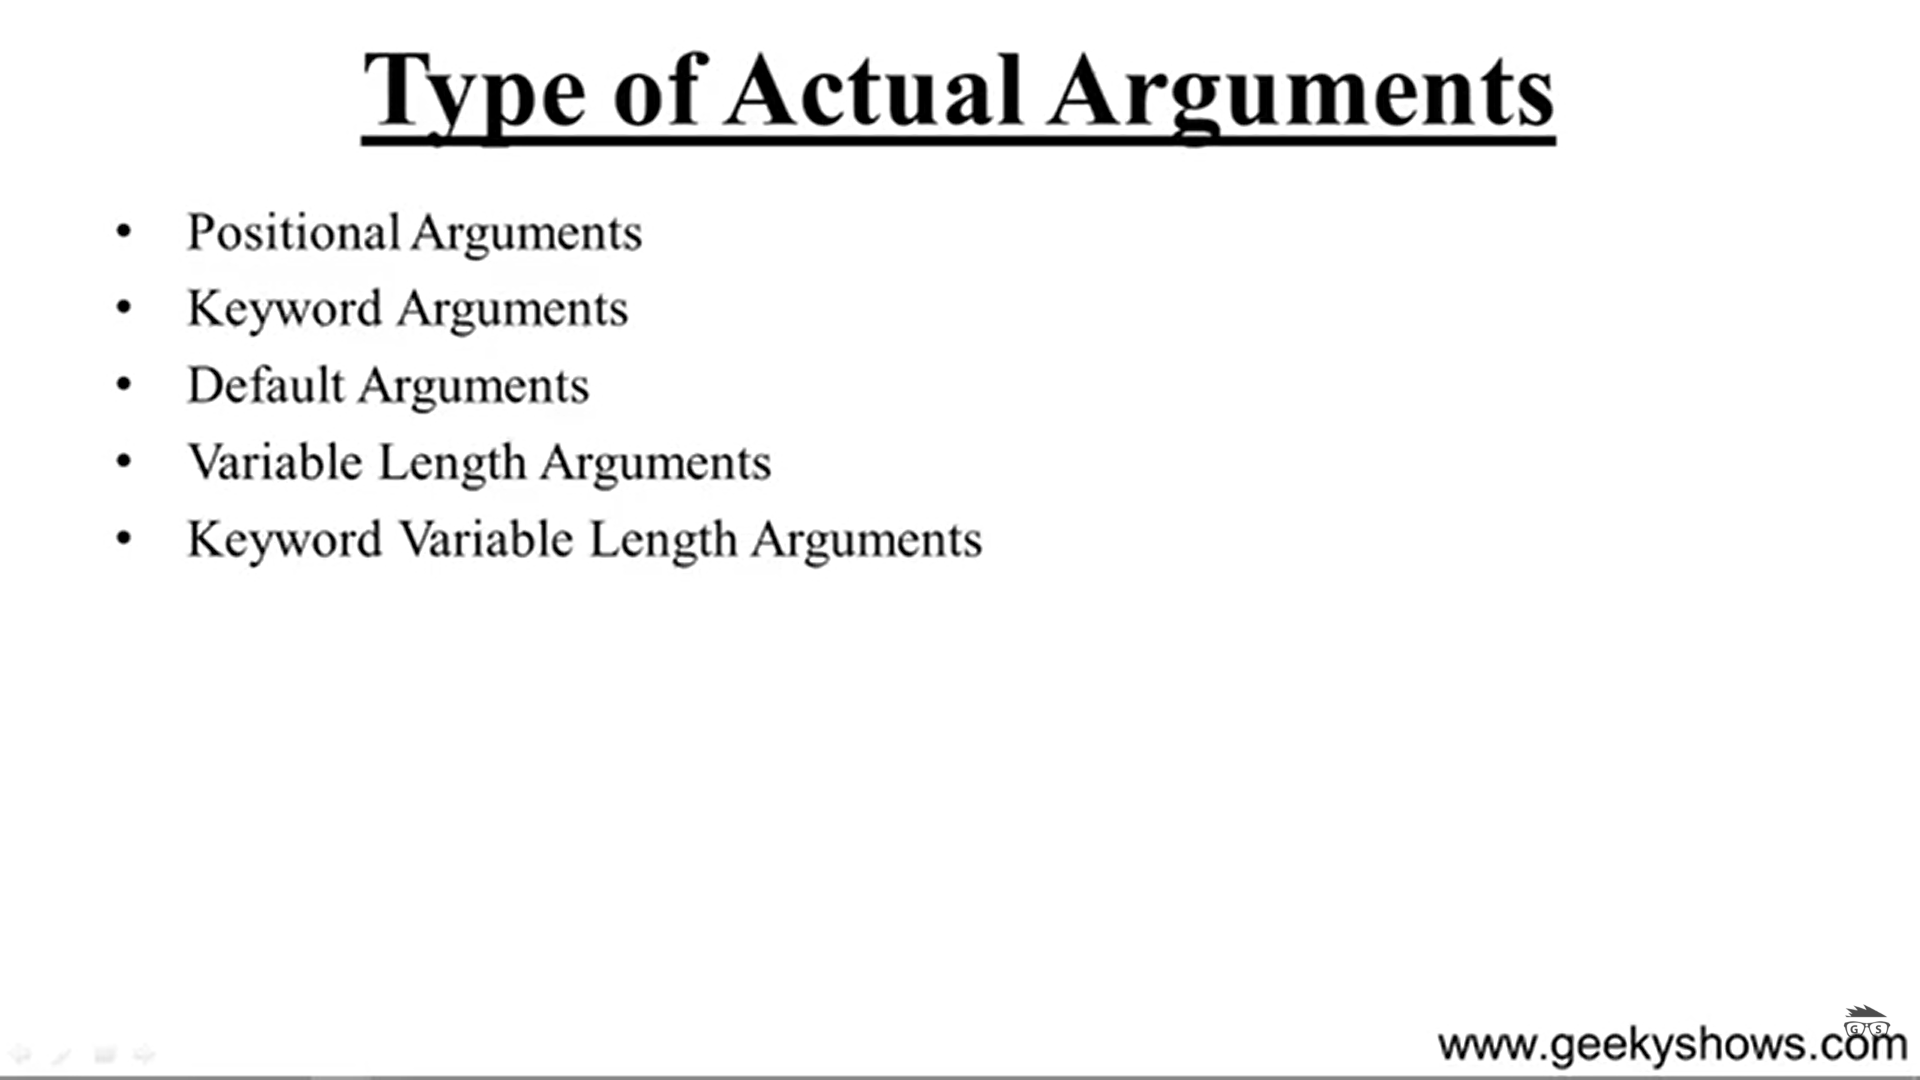 Type of Actual Arguments
• Positional Arguments
• Keyword Arguments
• Default Arguments
• Variable Length Arguments
• Keyword Variable Length Arguments
G S
www.geekyshows.com